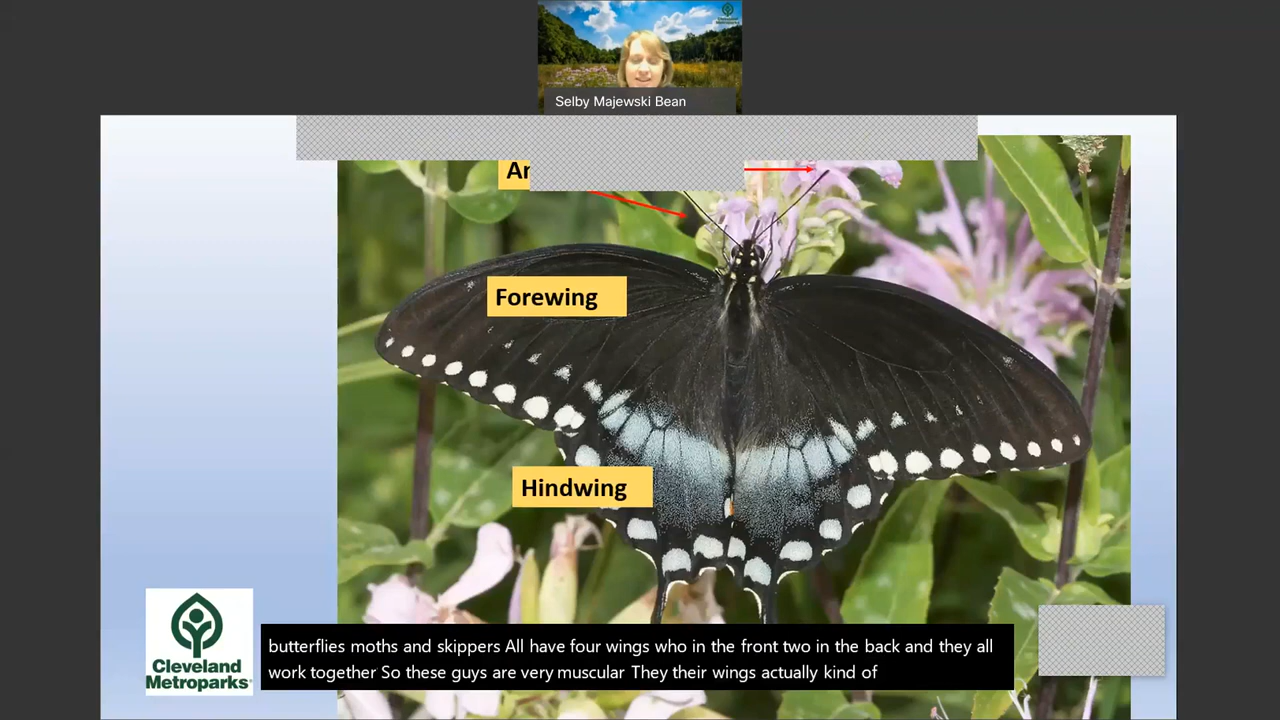 Cleveland
Metroparks
Selby Majewski Bean
Forewing
Hindwing
Cleveland
Metroparks
butterflies moths and skippers All have four wings who in the front two in the back and they all
work together So these guys are very muscular They their wings actually kind of